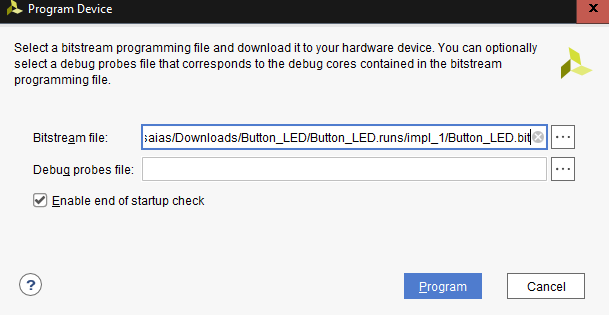 Program Device
x
Select a bitstream programming file and download it to your hardware device. You can optionally
select a debug probes file that corresponds to the debug cores contained in the bitstream
programming file.
Bitstream file: saias/Downloads/Button_LED/Button_LED.runs/impl_1/Button_LED.bit ...
Debug probes file: ...
Enable end of startup check
? Program Cancel